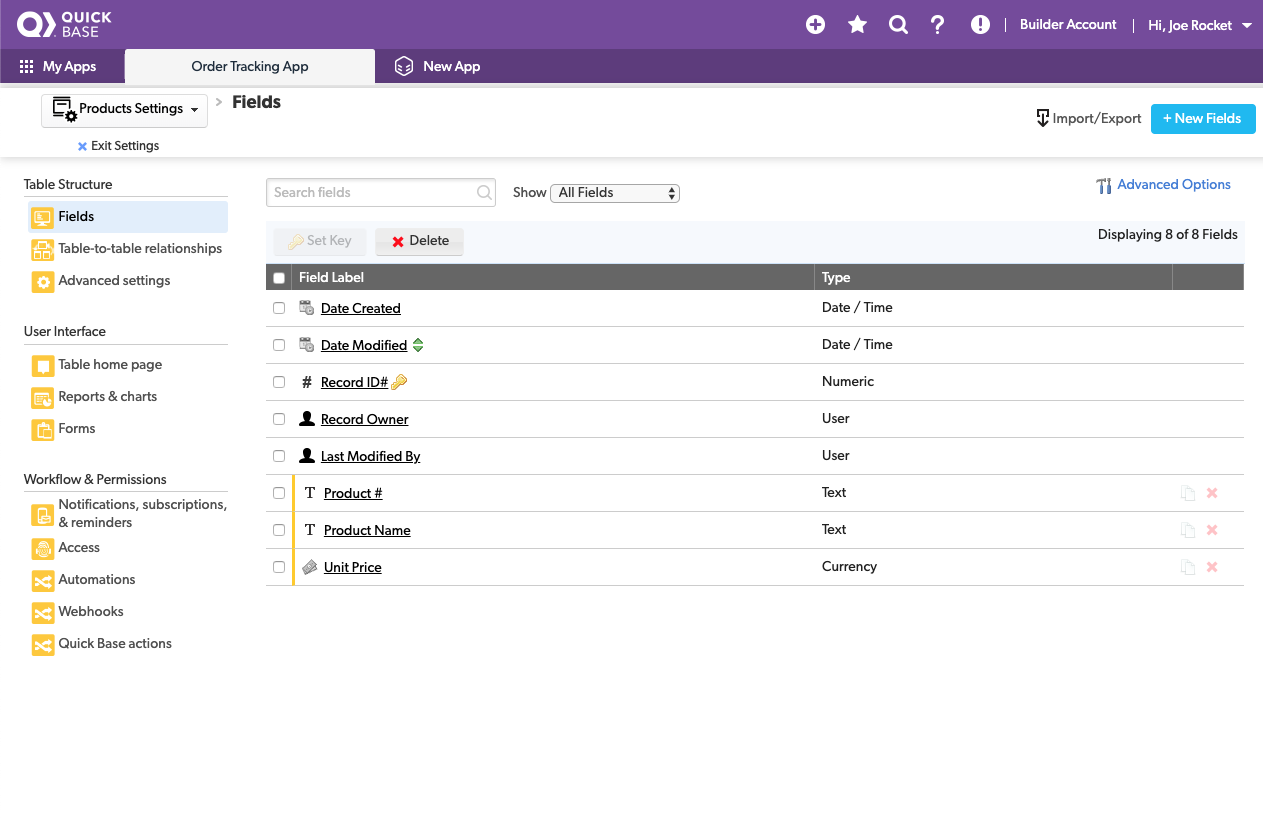 QUICK BASE
Builder Account | Hi, Joe Rocket
My Apps
Order Tracking App
New App
Products Settings > Fields
Import/Export
+ New Fields
Exit Settings
Table Structure
Fields
Table-to-table relationships
Advanced settings
User Interface
Table home page
Reports & charts
Forms
Workflow & Permissions
Notifications, subscriptions,
& reminders
Access
Automations
Webhooks
Quick Base actions
Search fields
Show All Fields
Advanced Options
Set Key
Delete
Displaying 8 of 8 Fields
Field Label Type
Date Created Date / Time
Date Modified Date / Time
# Record ID# Numeric
Record Owner User
Last Modified By User
T Product # Text
T Product Name Text
Unit Price Currency